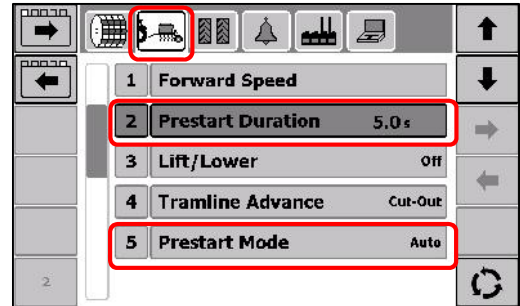 1 Forward Speed
2 Prestart Duration 5.0 s
3 Lift/Lower Off
4 Tramline Advance Cut-Out
5 Prestart Mode Auto
2